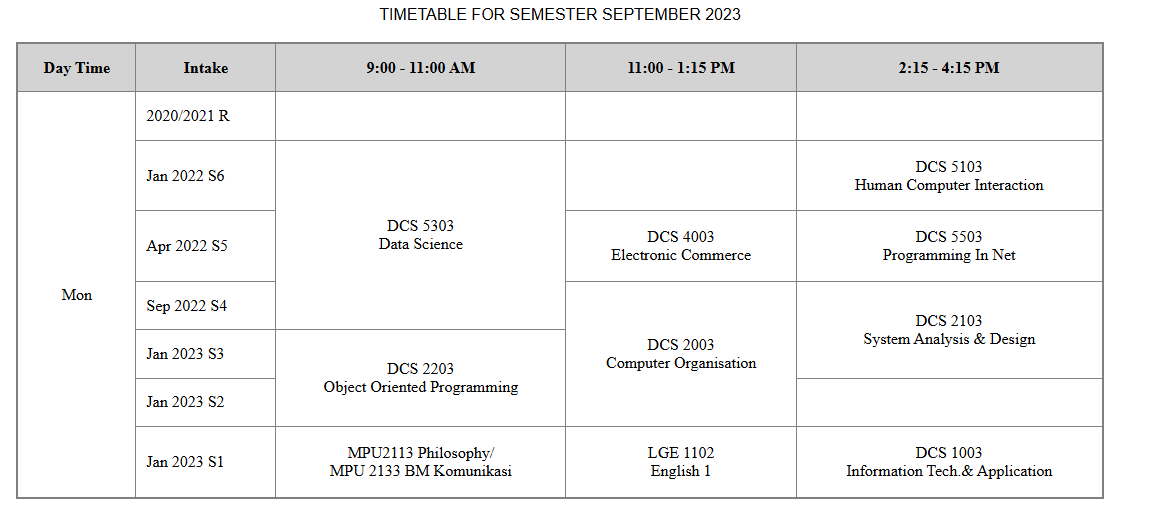 TIMETABLE FOR SEMESTER SEPTEMBER 2023
Day Time Intake 9:00 - 11:00 AM 11:00 - 1:15 PM 2:15 - 4:15 PM
Mon
2020/2021 R
Jan 2022 S6
DCS 5303
Data Science
DCS 5103
Human Computer Interaction
Apr 2022 S5
DCS 4003
Electronic Commerce
DCS 5503
Programming In Net
Sep 2022 S4
DCS 2003
Computer Organisation
DCS 2103
System Analysis & Design
Jan 2023 S3
DCS 2203
Object Oriented Programming
Jan 2023 S2
Jan 2023 S1
MPU2113 Philosophy/
MPU 2133 BM Komunikasi
LGE 1102
English 1
DCS 1003
Information Tech.& Application